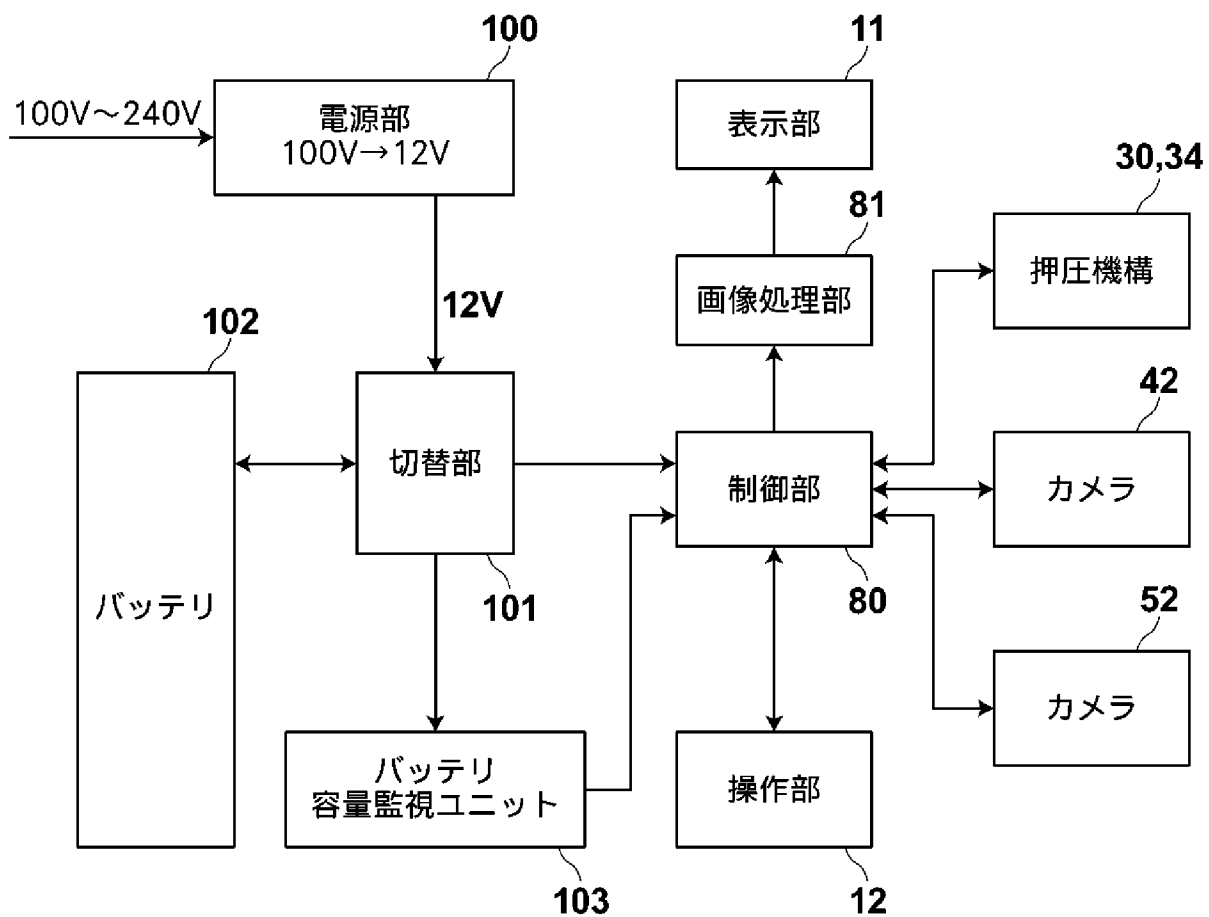 100
11
100V～240V
電源部
100V→12V
表示部
30,34
81
押圧機構
画像処理部
12V
102
42
切替部
制御部
カメラ
バッテリ
101
80
52
カメラ
バッテリ
容量監視ユニット
操作部
103
12